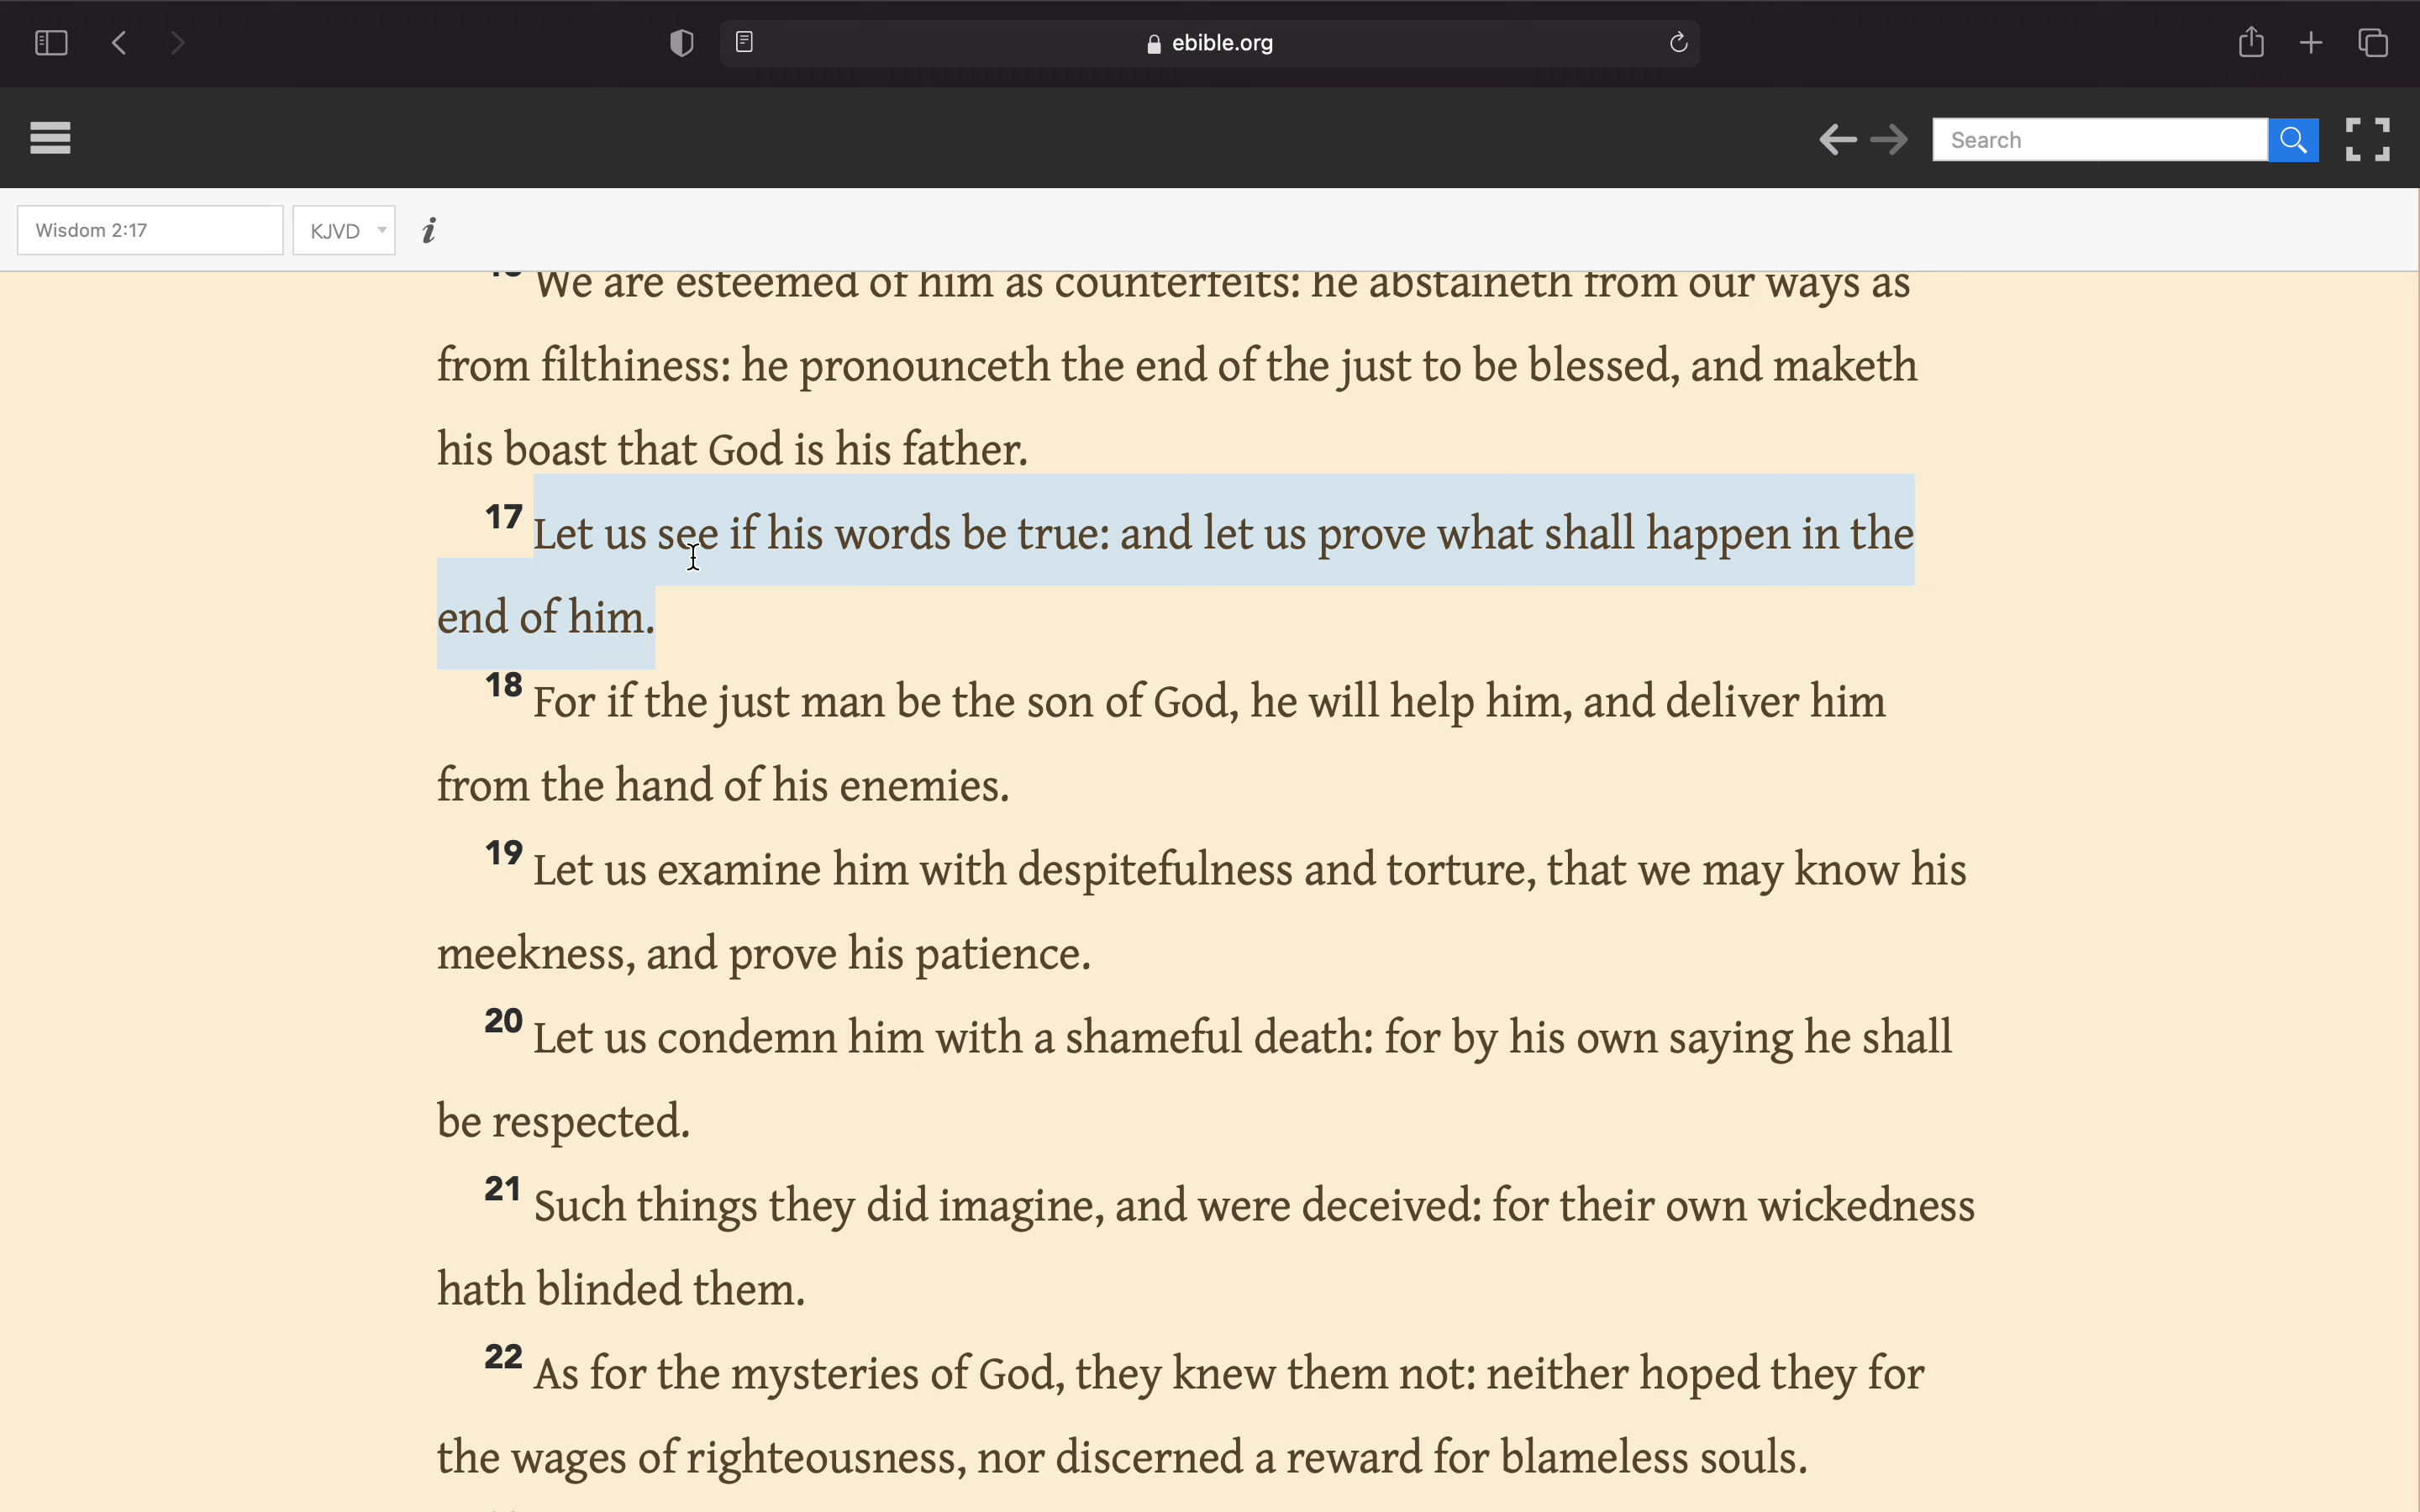 ebible.org
Search
Wisdom 2:17
KJVD
i
We are esteemed of him as counterfeits: he abstaineth from our ways as
from filthiness: he pronounceth the end of the just to be blessed, and maketh
his boast that God is his father.
17 Let us see if his words be true: and let us prove what shall happen in the
end of him.
18 For if the just man be the son of God, he will help him, and deliver him
from the hand of his enemies.
19 Let us examine him with despitefulness and torture, that we may know his
meekness, and prove his patience.
20 Let us condemn him with a shameful death: for by his own saying he shall
be respected.
21 Such things they did imagine, and were deceived: for their own wickedness
hath blinded them.
22 As for the mysteries of God, they knew them not: neither hoped they for
the wages of righteousness, nor discerned a reward for blameless souls.